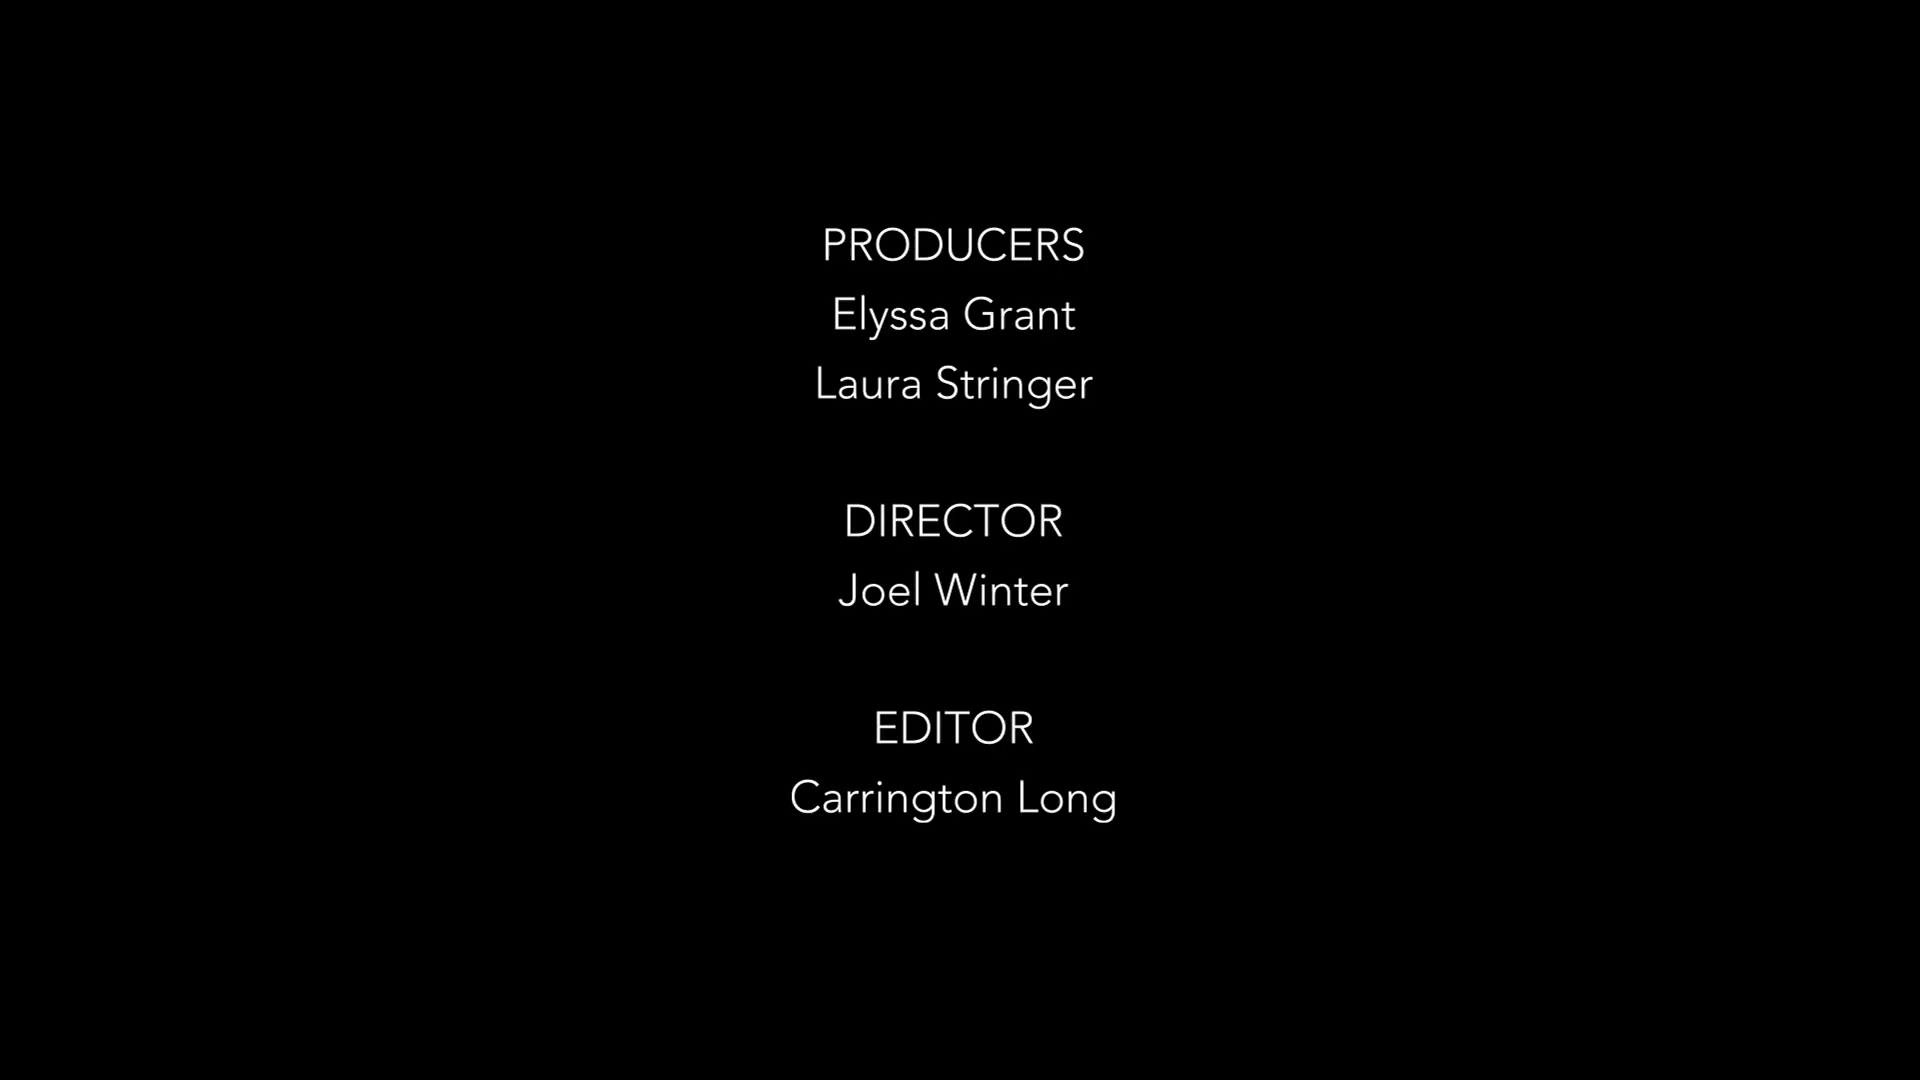 PRODUCERS
Elyssa Grant
Laura Stringer
DIRECTOR
Joel Winter
EDITOR
Carrington Long